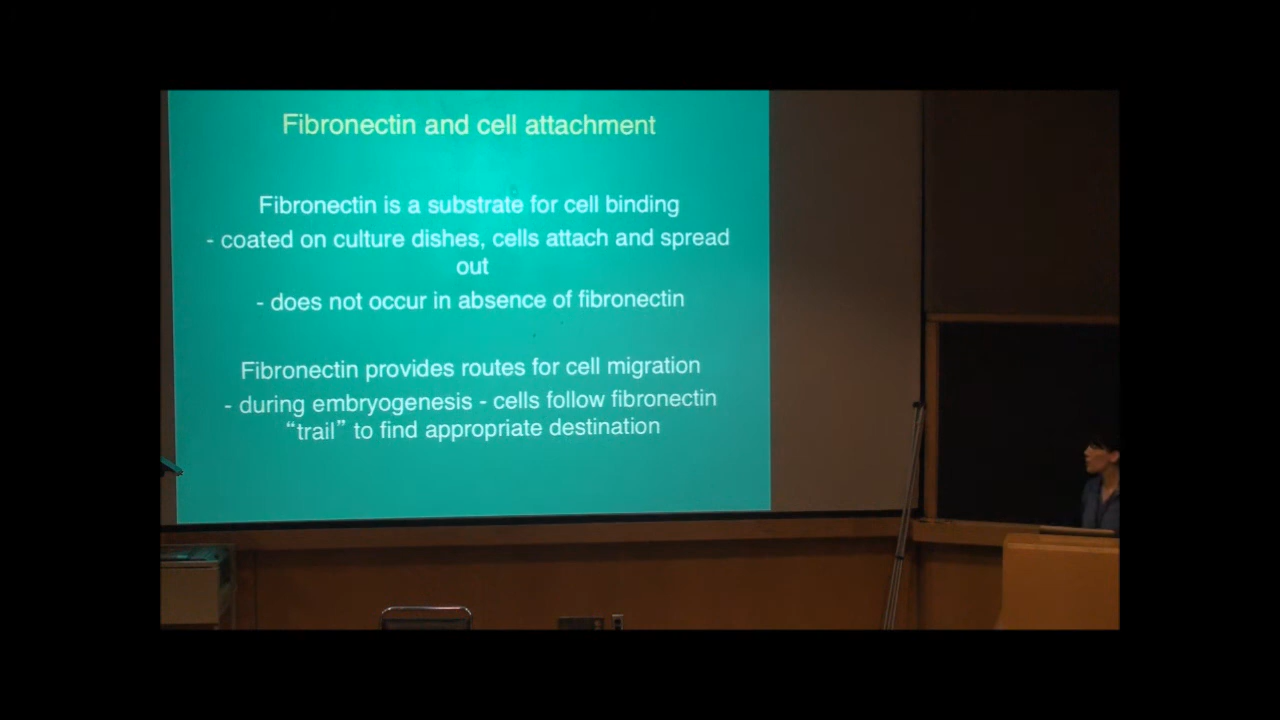 Fibronectin and cell attachment
Fibronectin is a substrate for cell binding
- coated on culture dishes, cells attach and spread
out
- does not occur in absence of fibronectin
Fibronectin provides routes for cell migration
- during embryogenesis - cells follow fibronectin
“trail” to find appropriate destination